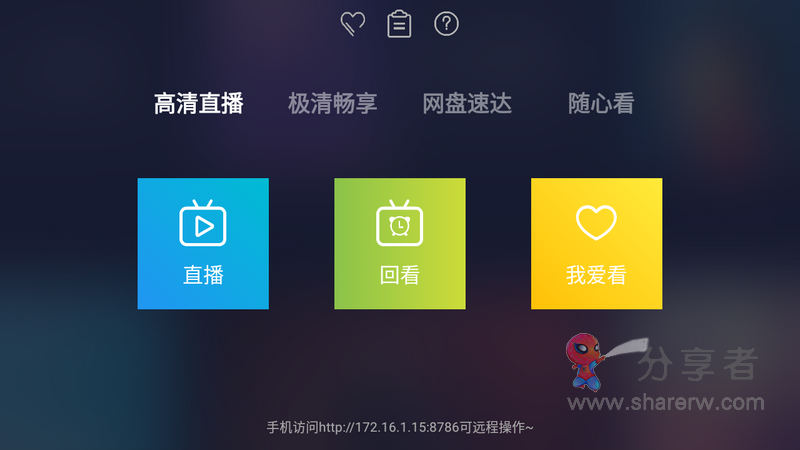 高清直播 极清畅享 网盘速达 随心看
直播 回看 我爱看
分享者
www.sharerw.com
手机访问http://172.16.1.15:8786可远程操作~